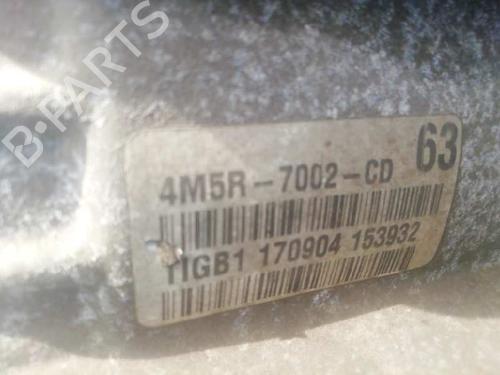 B-PARTS
63
4M5R-7002-CD
TIGB1 170904 153932